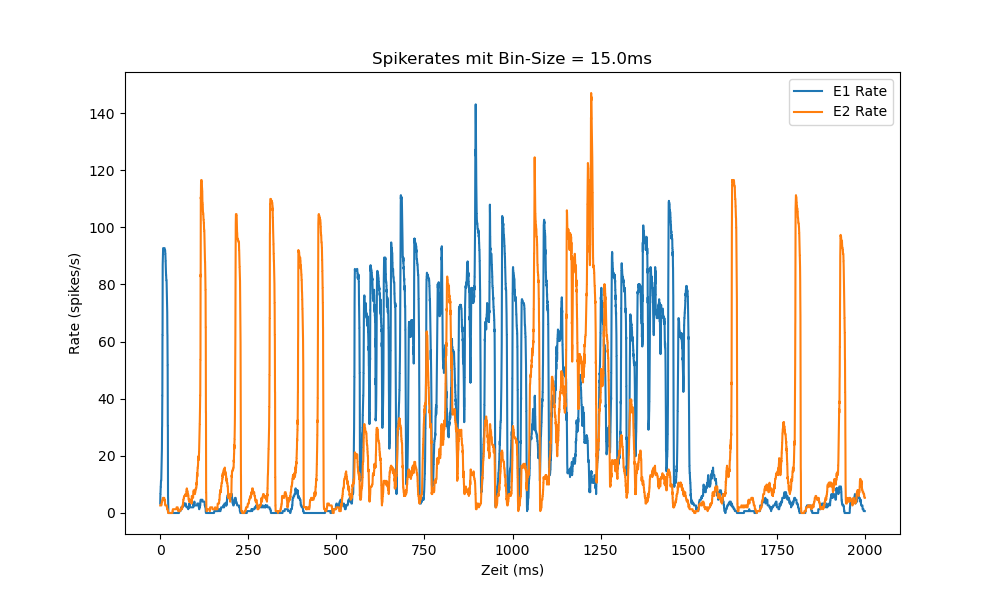 Spikerates mit Bin-Size = 15.0ms
E1 Rate
E2 Rate
140
120
100
80
60
40
20
0
Rate (spikes/s)
0 250 500 750 1000 1250 1500 1750 2000
Zeit (ms)